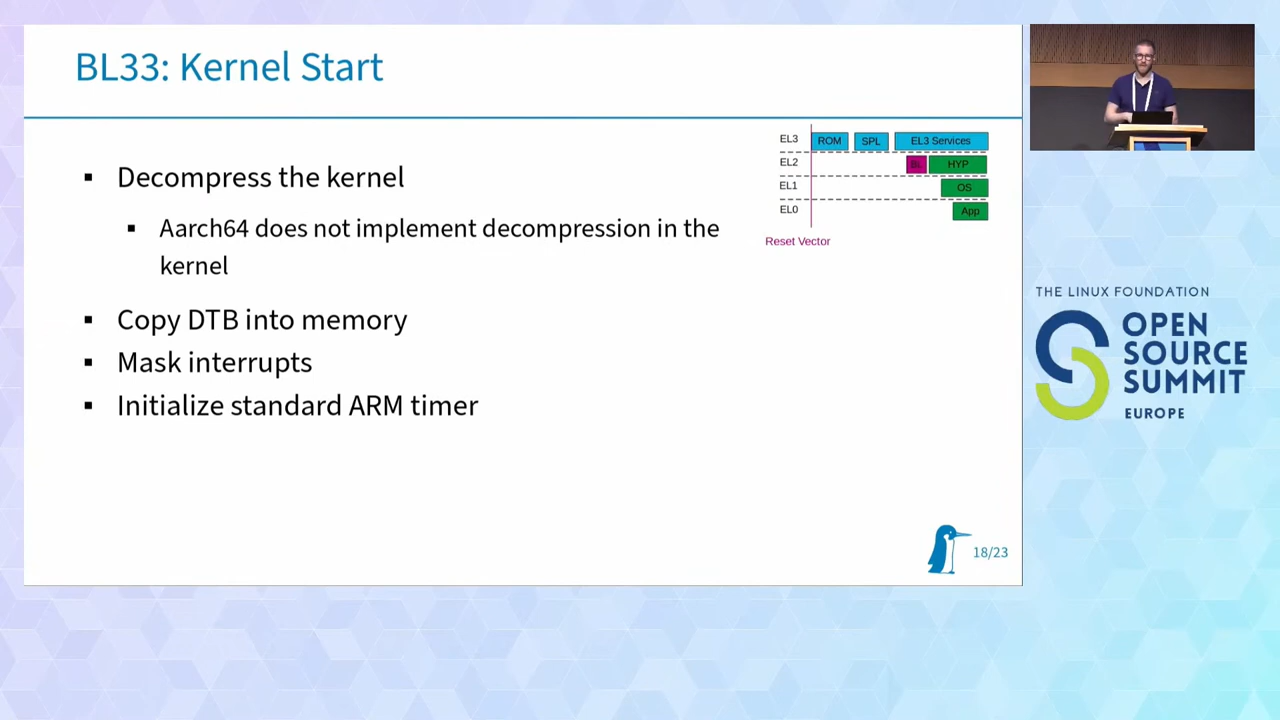 BL33: Kernel Start
▪ Decompress the kernel
▪ Aarch64 does not implement decompression in the
kernel
▪ Copy DTB into memory
▪ Mask interrupts
▪ Initialize standard ARM timer
EL3 ROM SPL EL3 Services
EL2 BL HYP
EL1 OS
EL0 App
Reset Vector
18/23
THE LINUX FOUNDATION
OPEN
SOURCE
SUMMIT
EUROPE